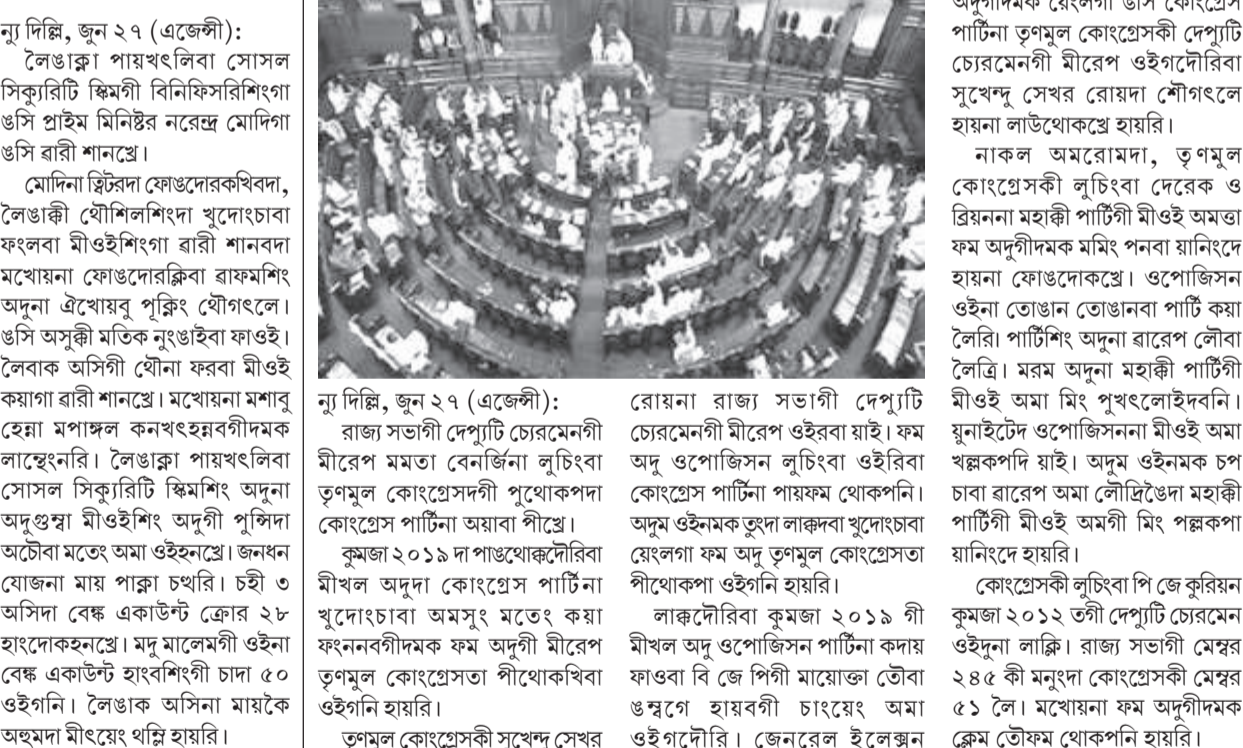 ন্যু দিল্লি, জুন ২৭ (এজেন্সী):
লৈঙাক্না পায়খৎলিবা সোসল
সিক্যুরিটি স্কিমগী বিনিফিসরিশিংগা
ঙসি প্রাইম মিনিষ্টর নরেন্দ্র মোদিগা
ঙসি ৱারী শানখ্রে।
মোদিনা ত্বিটরদা ফোঙদোরকখিবদা,
লৈঙাক্কী থৌশিলশিংদা খুদোংচাবা
ফংলবা মীওইশিংগা ৱারী শানবদা
মখোয়না ফোঙদোরক্লিবা ৱাফমশিং
অদুনা ঐখোয়বু পূক্নিং থৌগৎলে।
ঙসি অসুক্কী মতিক নুংঙাইবা ফাওই।
লৈবাক অসিগী থৌনা ফরবা মীওই
কয়াগা ৱারী শানখ্রে। মখোয়না মশাবু
হেন্না মপাঙ্গল কনখৎহন্নবগীদমক
লান্থেংনরি। লৈঙাক্না পায়খৎলিবা
সোসল সিক্যুরিটি স্কিমশিং অদুনা
অদুগুম্বা মীওইশিং অদুগী পুন্সিদা
অচৌবা মতেং অমা ওইহনখ্রে। জনধন
যোজনা মায় পাক্না চত্থরি। চহী ৩
অসিদা বেঙ্ক একাউন্ট ক্রোর ২৮
হাংদোকহনখ্রে। মদু মালেমগী ওইনা
বেঙ্ক একাউন্ট হাংবশিংগী চাদা ৫০
ওইগনি। লৈঙাক অসিনা মায়কৈ
অহুমদা মীৎয়েং থম্লি হায়রি।
ন্যু দিল্লি, জুন ২৭ (এজেন্সী):
রাজ্য সভাগী দেপ্যুটি চ্যেরমেনগী
মীরেপ মমতা বেনর্জিনা লুচিংবা
তৃণমুল কোংগ্রেসদগী পুথোকপদা
কোংগ্রেস পার্টিনা অয়াবা পীখ্রে।
কুমজা ২০১৯ দা পাঙথোক্কদৌরিবা
মীখল অদুদা কোংগ্রেস পার্টিনা
খুদোংচাবা অমসুং মতেং কয়া
ফংননবগীদমক ফম অদুগী মীরেপ
তৃণমুল কোংগ্রেসতা পীথোকখিবা
ওইগনি হায়রি।
তৃণমুল কোংগ্রেসকী সুখেন্দু সেখর
রোয়না রাজ্য সভাগী দেপ্যুটি
চ্যেরমেনগী মীরেপ ওইরবা য়াই। ফম
অদু ওপোজিসন লুচিংবা ওইরিবা
কোংগ্রেস পার্টিনা পায়ফম থোকপনি।
অদুম ওইনমক তুংদা লাক্কদবা খুদোংচাবা
য়েংলগা ফম অদু তৃণমুল কোংগ্রেসতা
পীথোকপা ওইগনি হায়রি।
লাক্কদৌরিবা কুমজা ২০১৯ গী
মীখল অদু ওপোজিসন পার্টিনা কদায়
ফাওবা বি জে পিগী মায়োক্তা তৌবা
ঙম্বগে হায়বগী চাংয়েং অমা
ওইগদৌরি। জেনরেল ইলেক্সন
অদুগীদমক য়েংলগা ঙসি কোংগ্রেস
পার্টিনা তৃণমুল কোংগ্রেসকী দেপ্যুটি
চ্যেরমেনগী মীরেপ ওইগদৌরিবা
সুখেন্দু সেখর রোয়দা শৌগৎলে
হায়না লাউথোকখ্রে হায়রি।
নাকল অমরোমদা, তৃণমুল
কোংগ্রেসকী লুচিংবা দেরেক ও
ব্রিয়ননা মহাক্কী পার্টিগী মীওই অমত্তা
ফম অদুগীদমক মমিং পনবা য়ানিংদে
হায়না ফোঙদোকখ্রে। ওপোজিসন
ওইনা তোঙান তোঙানবা পার্টি কয়া
লৈরি। পার্টিশিং অদুনা ৱারেপ লৌবা
লৈত্রি। মরম অদুনা মহাক্কী পার্টিগী
মীওই অমা মিং পুখৎলোইদবনি।
য়ুনাইটেদ ওপোজিসননা মীওই অমা
খল্লকপদি য়াই। অদুম ওইনমক চপ
চাবা ৱারেপ অমা লৌদ্রিঙৈদা মহাক্কী
পার্টিগী মীওই অমগী মিং পল্লকপা
য়ানিংদে হায়রি।
কোংগ্রেসকী লুচিংবা পি জে কুরিয়ন
কুমজা ২০১২ তগী দেপ্যুটি চ্যেরমেন
ওইদুনা লাক্লি। রাজ্য সভাগী মেম্বর
২৪৫ কী মনুংদা কোংগ্রেসকী মেম্বর
৫১ লৈ। মখোয়না ফম অদুগীদমক
ক্লেম তৌফম থোকপনি হায়রি।